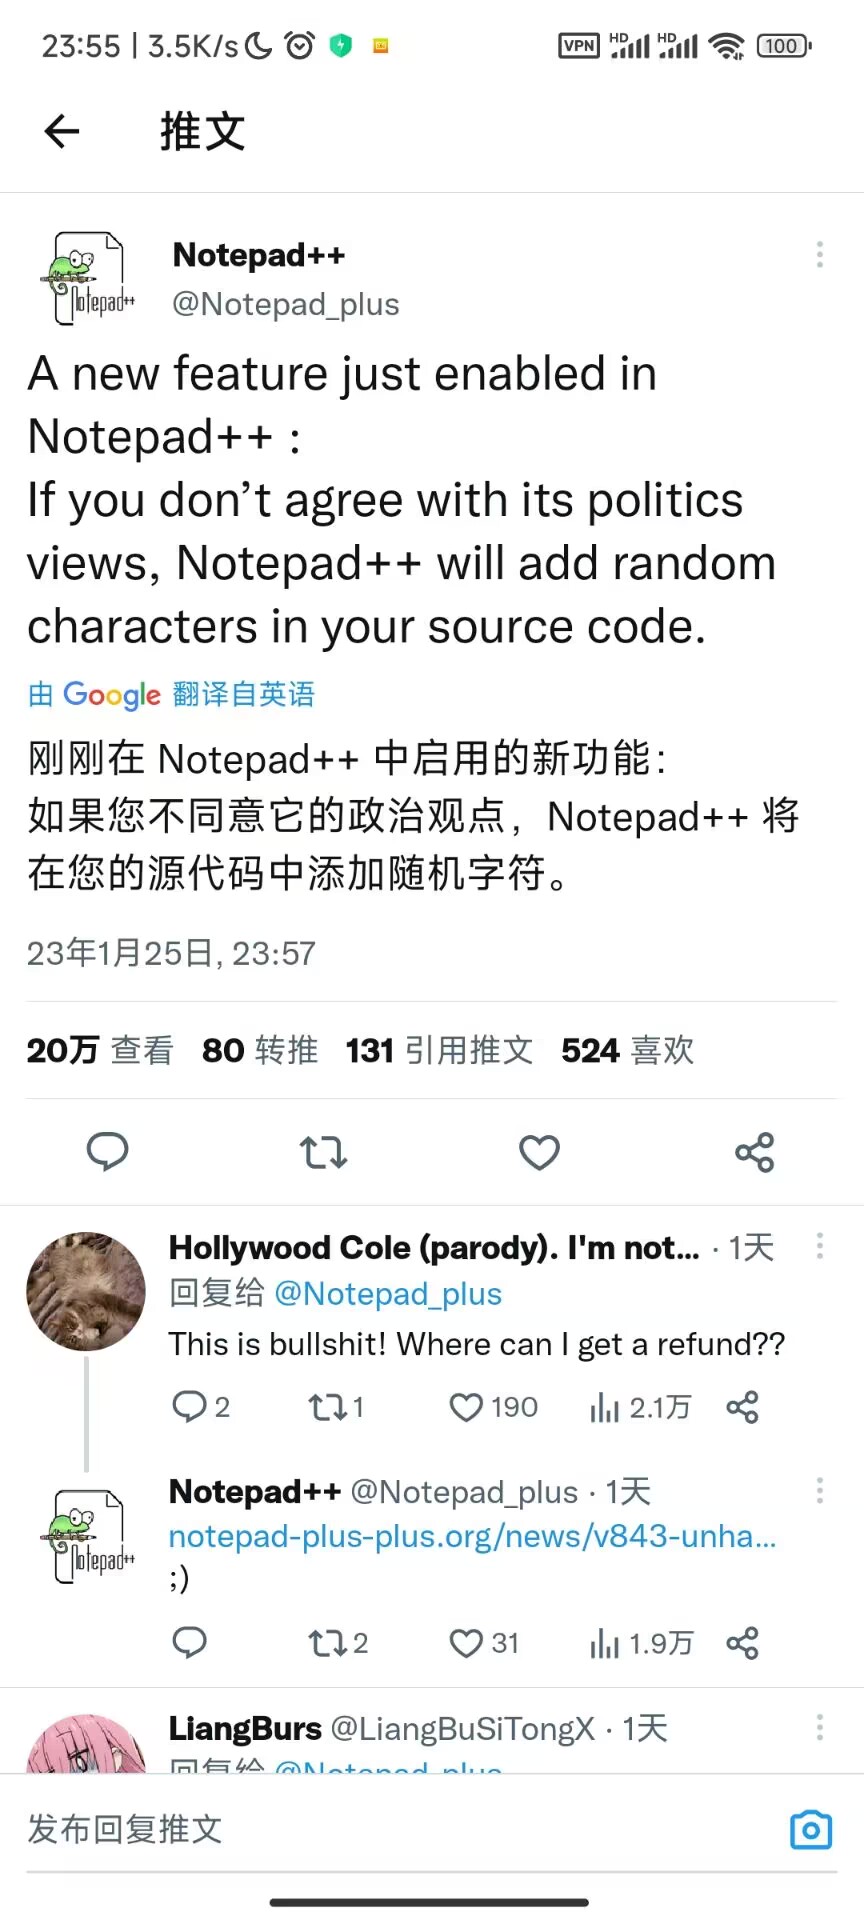 23:55 | 3.5K/s
VPN HD HD 100
推文
Notepad++
@Notepad_plus
A new feature just enabled in
Notepad++ :
If you don’t agree with its politics
views, Notepad++ will add random
characters in your source code.
由 Google 翻译自英语
刚刚在 Notepad++ 中启用的新功能：
如果您不同意它的政治观点，Notepad++ 将
在您的源代码中添加随机字符。
23年1月25日, 23:57
20万 查看 80 转推 131 引用推文 524 喜欢
Hollywood Cole (parody). I'm not... · 1天
回复给 @Notepad_plus
This is bullshit! Where can I get a refund??
2 1 190 2.1万
Notepad++ @Notepad_plus · 1天
notepad-plus-plus.org/news/v843-unha...
;)
2 31 1.9万
LiangBurs @LiangBuSiTongX · 1天
回复给 @Notepad_plus
发布回复推文